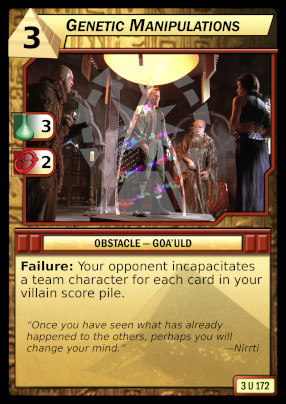 GENETIC MANIPULATIONS
3
3
2
OBSTACLE — GOA'ULD
Failure: Your opponent incapacitates
a team character for each card in your
villain score pile.
"Once you have seen what has already
happened to the others, perhaps you will
change your mind." —Nirrti
3 U 172